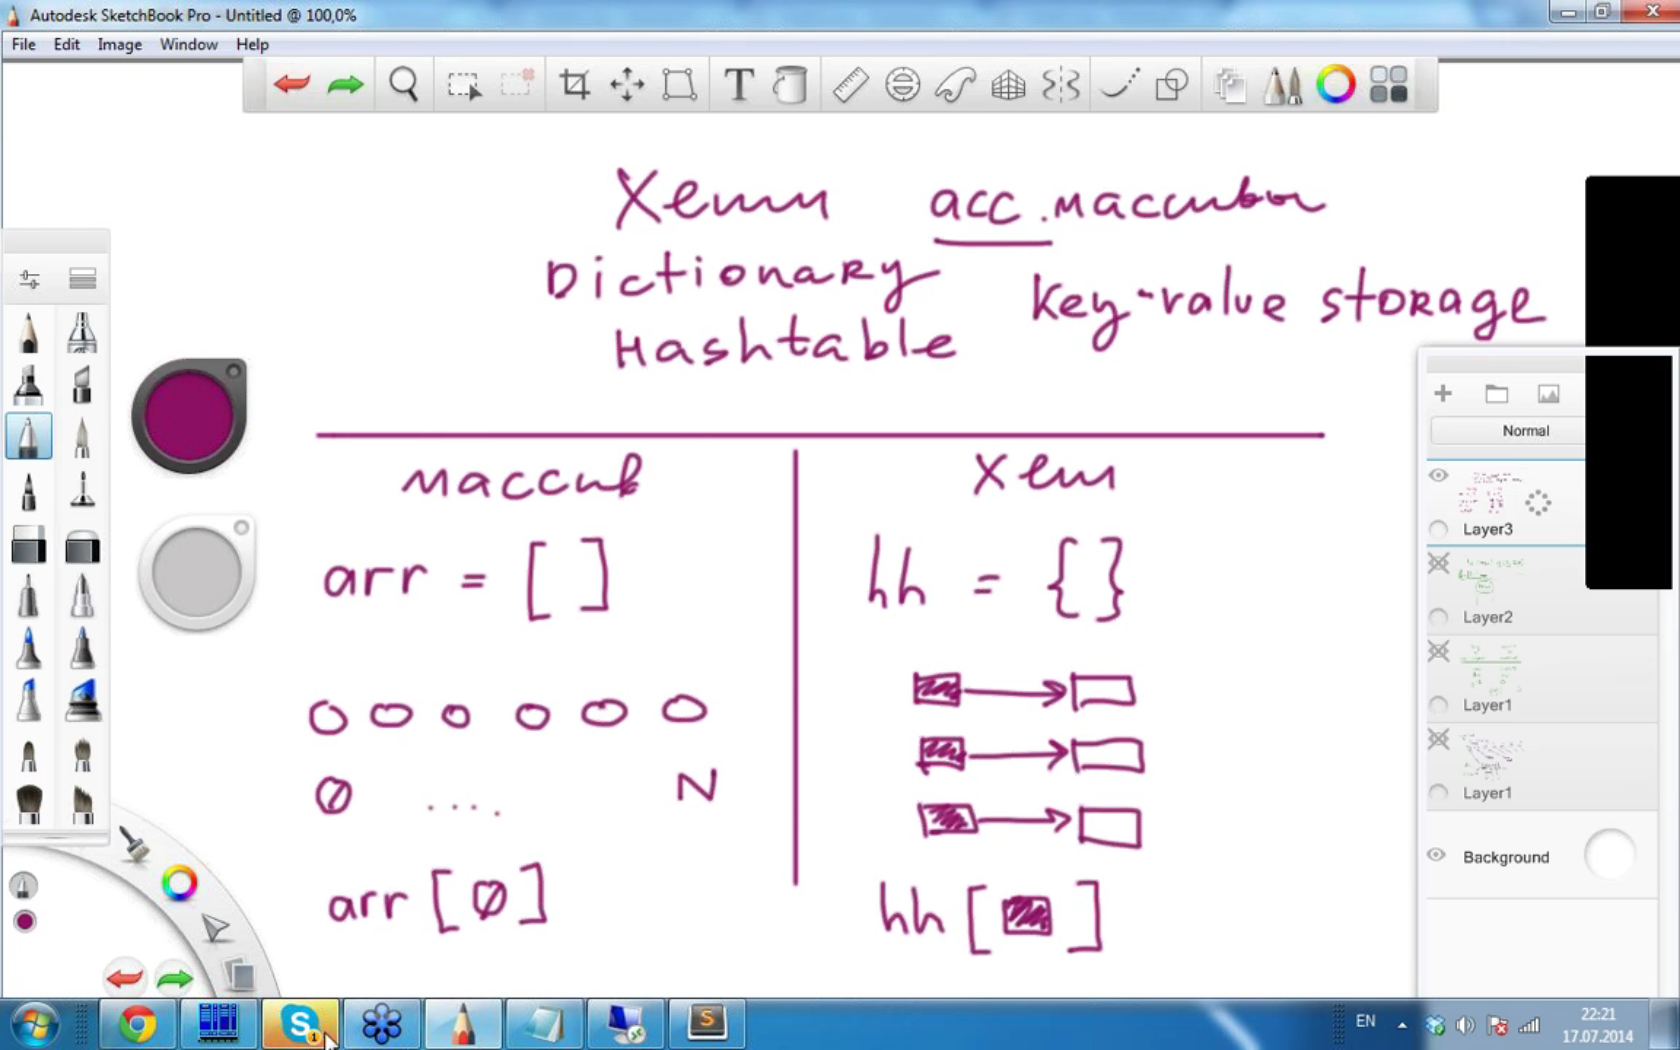 Autodesk SketchBook Pro - Untitled @ 100,0%
File Edit Image Window Help
Хеши асс. массивы
Dictionary key-value storage
Hashtable
Normal
массив Хеш
Layer3
arr = [ ] hh = { }
Layer2
Layer1
0 .... N
Layer1
Background
arr [ 0 ] hh [ ]
EN 22:21
17.07.2014